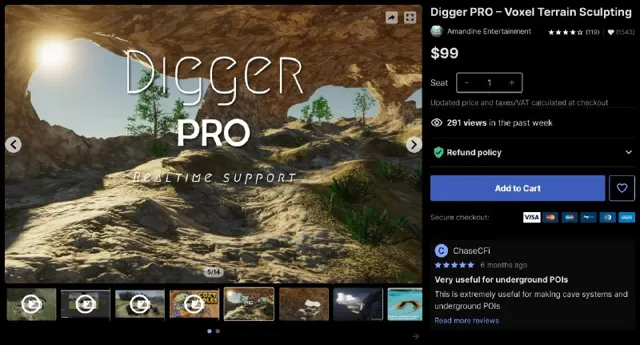 Digger
PRO
REALTIME SUPPORT
5/14
Digger PRO – Voxel Terrain Sculpting
Amandine Entertainment
(119)
(1543)
$99
Seat
- 1 +
Updated price and taxes/VAT calculated at checkout
291 views in the past week
Refund policy
Add to Cart
Secure checkout:
VISA
C
ChaseCFi
6 months ago
Very useful for underground POIs
This is extremely useful for making cave systems and
underground POIs
Read more reviews